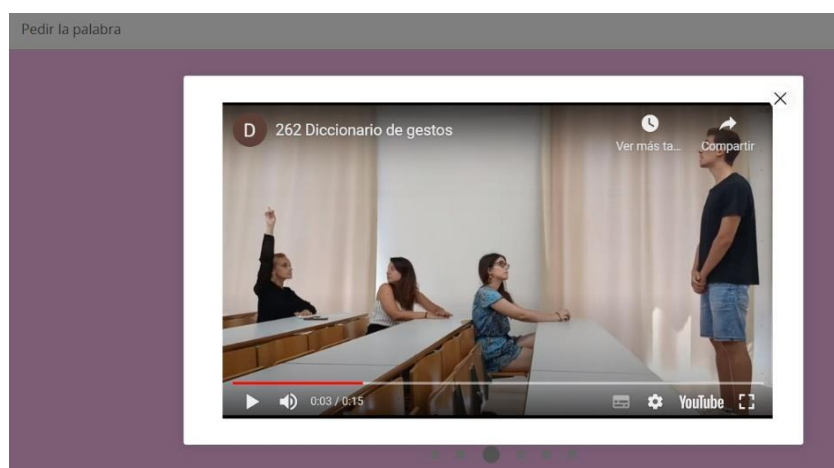 Pedir la palabra
D
262 Diccionario de gestos
Ver más ta...
Compartir
0:03 / 0:15
YouTube